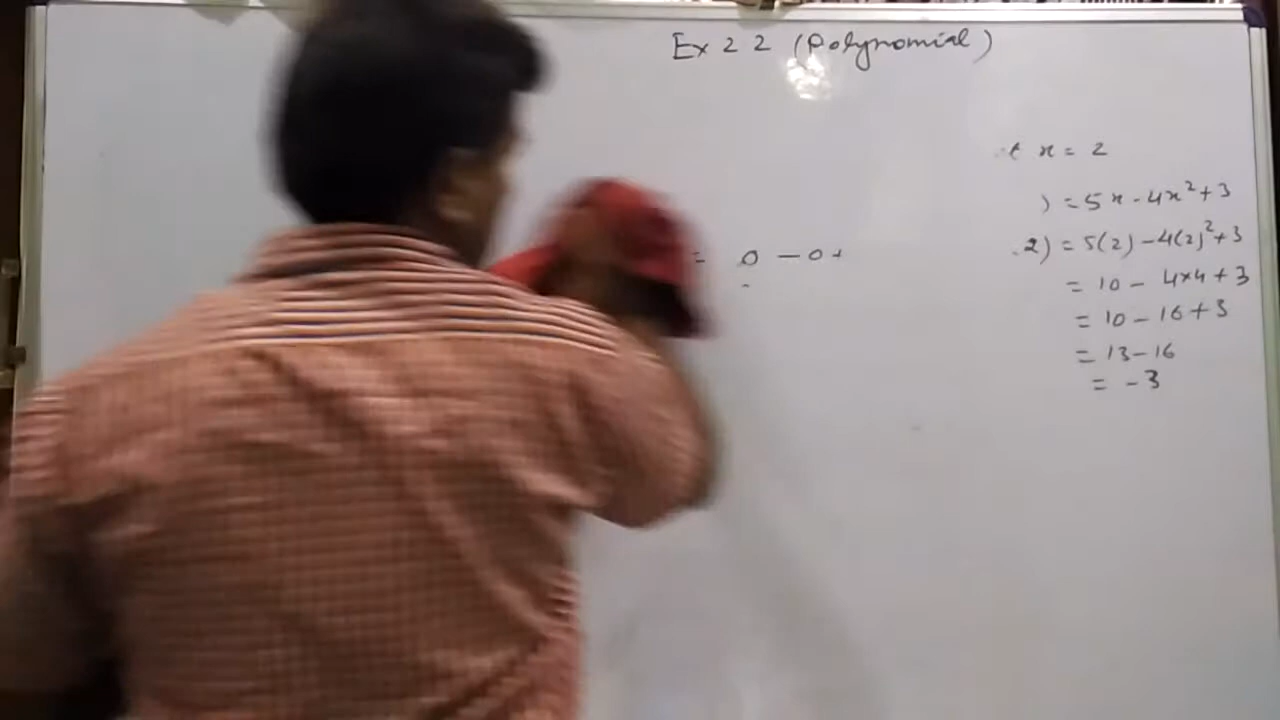 Ex 2 2 (Polynomial)
x = 2
) = 5x - 4x² + 3
= 0 - 0 +
2) = 5(2) - 4(2)² + 3
= 10 - 4×4 + 3
= 10 - 16 + 3
= 13 - 16
= - 3